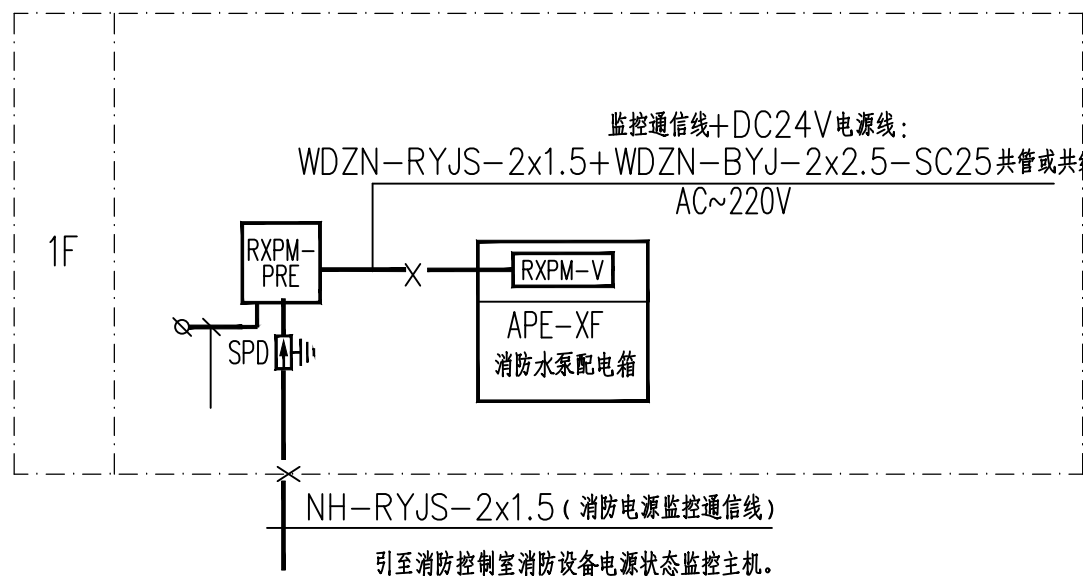 监控通信线+DC24V电源线:
WDZN-RYJS-2x1.5+WDZN-BYJ-2x2.5-SC25共管或共
AC~220V
1F
RXPM-
PRE
RXPM-V
APE-XF
消防水泵配电箱
SPD
NH-RYJS-2x1.5(消防电源监控通信线)
引至消防控制室消防设备电源状态监控主机。